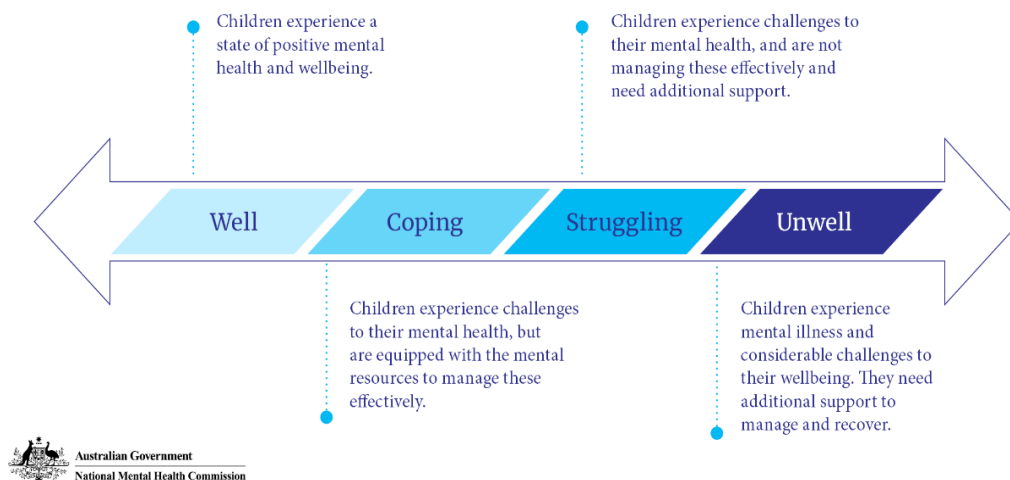 Children experience a
state of positive mental
health and wellbeing.
Children experience challenges to
their mental health, and are not
managing these effectively and
need additional support.
Well
Coping
Struggling
Unwell
Children experience challenges
to their mental health, but
are equipped with the mental
resources to manage these
effectively.
Children experience
mental illness and
considerable challenges to
their wellbeing. They need
additional support to
manage and recover.
Australian Government
National Mental Health Commission